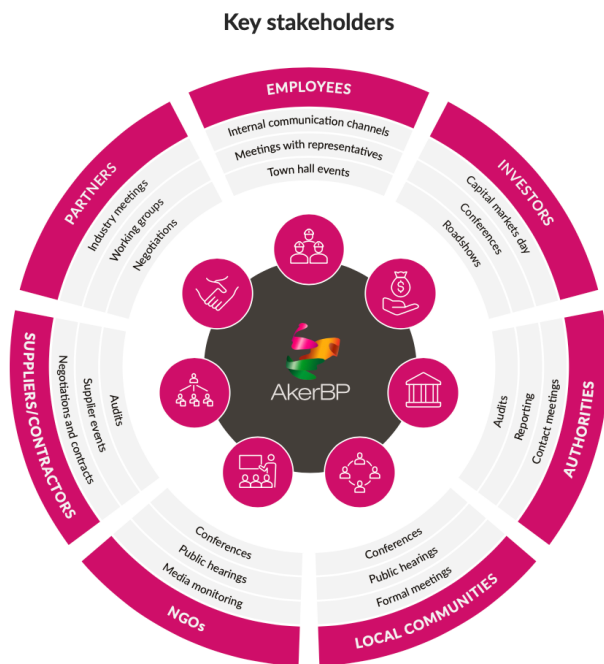 Key stakeholders
EMPLOYEES
Internal communication channels
Meetings with representatives
Town hall events
INVESTORS
Capital markets day
Conferences
Roadshows
AUTHORITIES
Contact meetings
Reporting
Audits
LOCAL COMMUNITIES
Formal meetings
Public hearings
Conferences
NGOs
Media monitoring
Public hearings
Conferences
SUPPLIERS/CONTRACTORS
Negotiations and contracts
Supplier events
Audits
PARTNERS
Industry meetings
Working groups
Negotiations
$
AkerBP